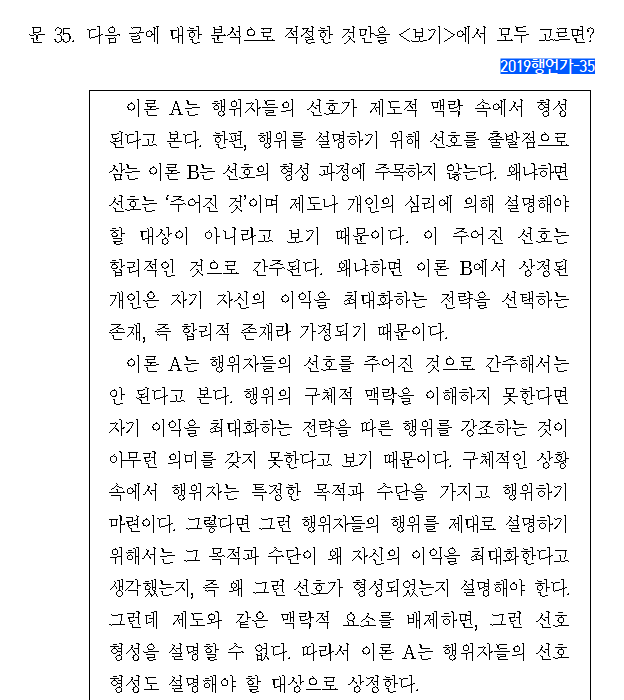 문 35. 다음 글에 대한 분석으로 적절한 것만을 <보기>에서 모두 고르면?
2019행언가-35
이론 A는 행위자들의 선호가 제도적 맥락 속에서 형성
된다고 본다. 한편, 행위를 설명하기 위해 선호를 출발점으로
삼는 이론 B는 선호의 형성 과정에 주목하지 않는다. 왜냐하면
선호는 ‘주어진 것’이며 제도나 개인의 심리에 의해 설명해야
할 대상이 아니라고 보기 때문이다. 이 주어진 선호는
합리적인 것으로 간주된다. 왜냐하면 이론 B에서 상정된
개인은 자기 자신의 이익을 최대화하는 전략을 선택하는
존재, 즉 합리적 존재라 가정되기 때문이다.
이론 A는 행위자들의 선호를 주어진 것으로 간주해서는
안 된다고 본다. 행위의 구체적 맥락을 이해하지 못한다면
자기 이익을 최대화하는 전략을 따른 행위를 강조하는 것이
아무런 의미를 갖지 못한다고 보기 때문이다. 구체적인 상황
속에서 행위자는 특정한 목적과 수단을 가지고 행위하기
마련이다. 그렇다면 그런 행위자들의 행위를 제대로 설명하기
위해서는 그 목적과 수단이 왜 자신의 이익을 최대화한다고
생각했는지, 즉 왜 그런 선호가 형성되었는지 설명해야 한다.
그런데 제도와 같은 맥락적 요소를 배제하면, 그런 선호
형성을 설명할 수 없다. 따라서 이론 A는 행위자들의 선호
형성도 설명해야 할 대상으로 상정한다.